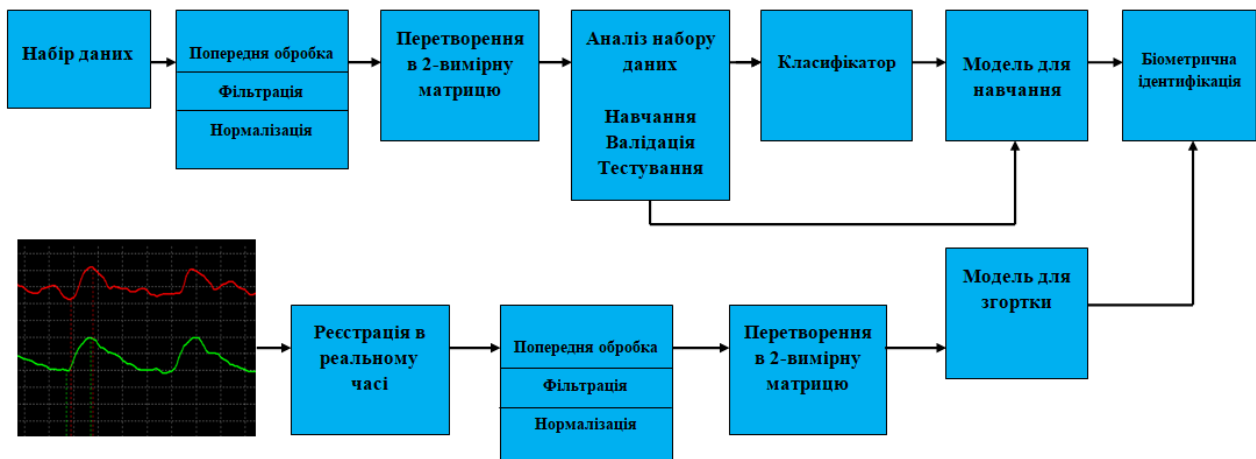 Набір даних
Попередня обробка
Фільтрація
Нормалізація
Перетворення
в 2-вимірну
матрицю
Аналіз набору
даних
Навчання
Валідація
Тестування
Класифікатор
Модель для
навчання
Біометрична
ідентифікація
Реєстрація в
реальному
часі
Попередня обробка
Фільтрація
Нормалізація
Перетворення
в 2-вимірну
матрицю
Модель для
згортки